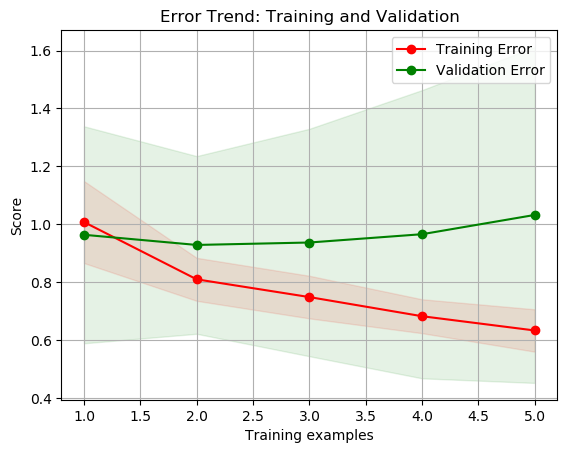 Error Trend: Training and Validation
Training Error
Validation Error
Score
1.6
1.4
1.2
1.0
0.8
0.6
0.4
1.0 1.5 2.0 2.5 3.0 3.5 4.0 4.5 5.0
Training examples